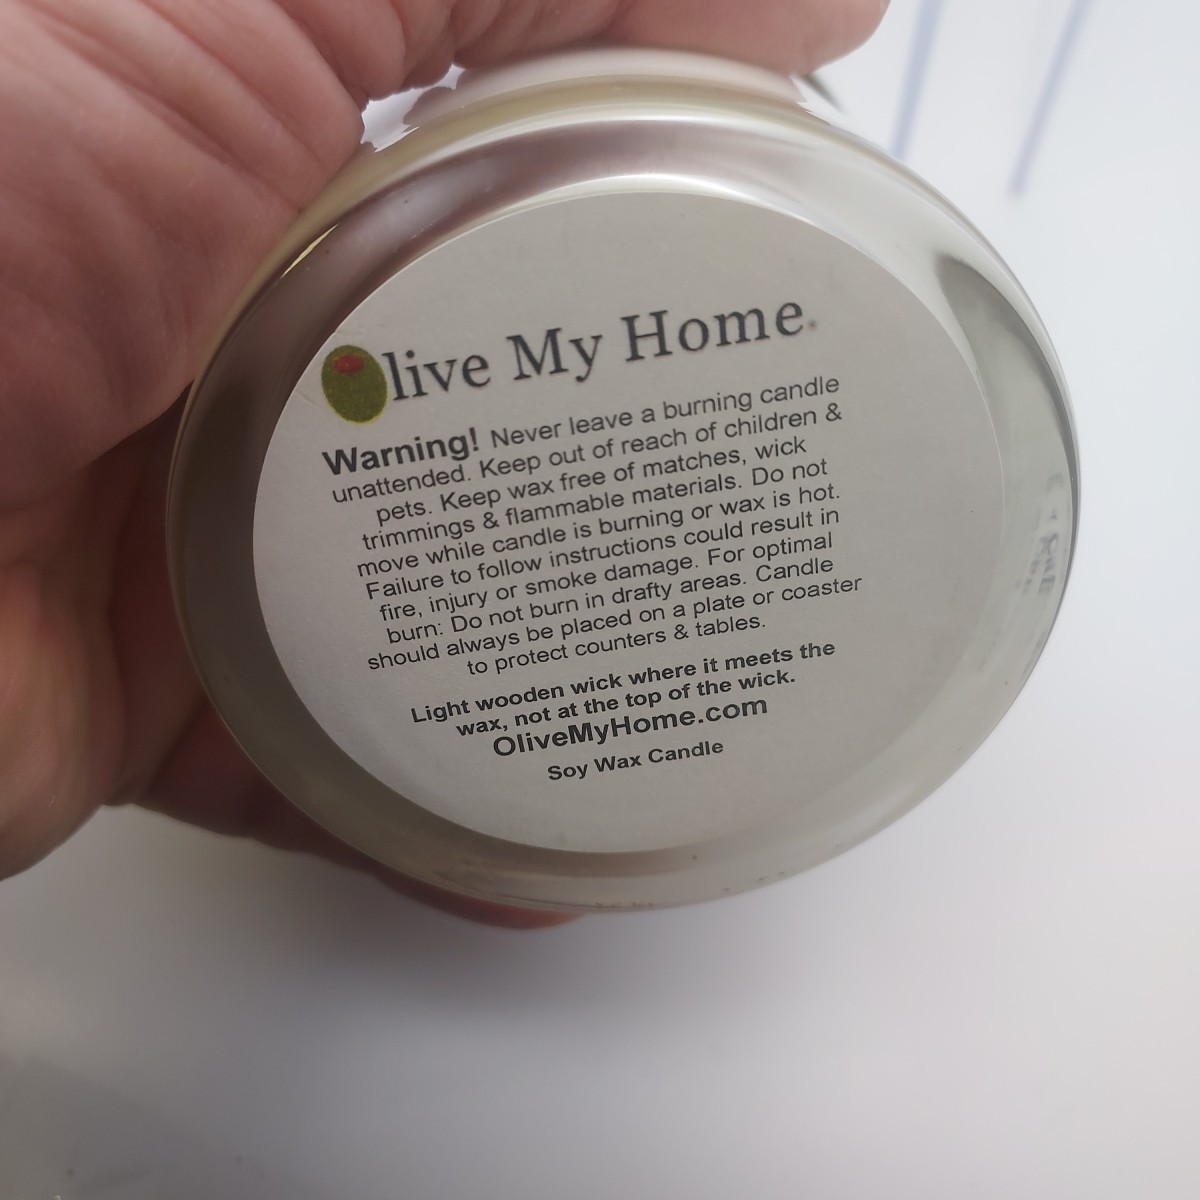 Olive My Home.
Warning! Never leave a burning candle
unattended. Keep out of reach of children &
pets. Keep wax free of matches, wick
trimmings & flammable materials. Do not
move while candle is burning or wax is hot.
Failure to follow instructions could result in
fire, injury or smoke damage. For optimal
burn: Do not burn in drafty areas. Candle
should always be placed on a plate or coaster
to protect counters & tables.
Light wooden wick where it meets the
wax, not at the top of the wick.
OliveMyHome.com
Soy Wax Candle